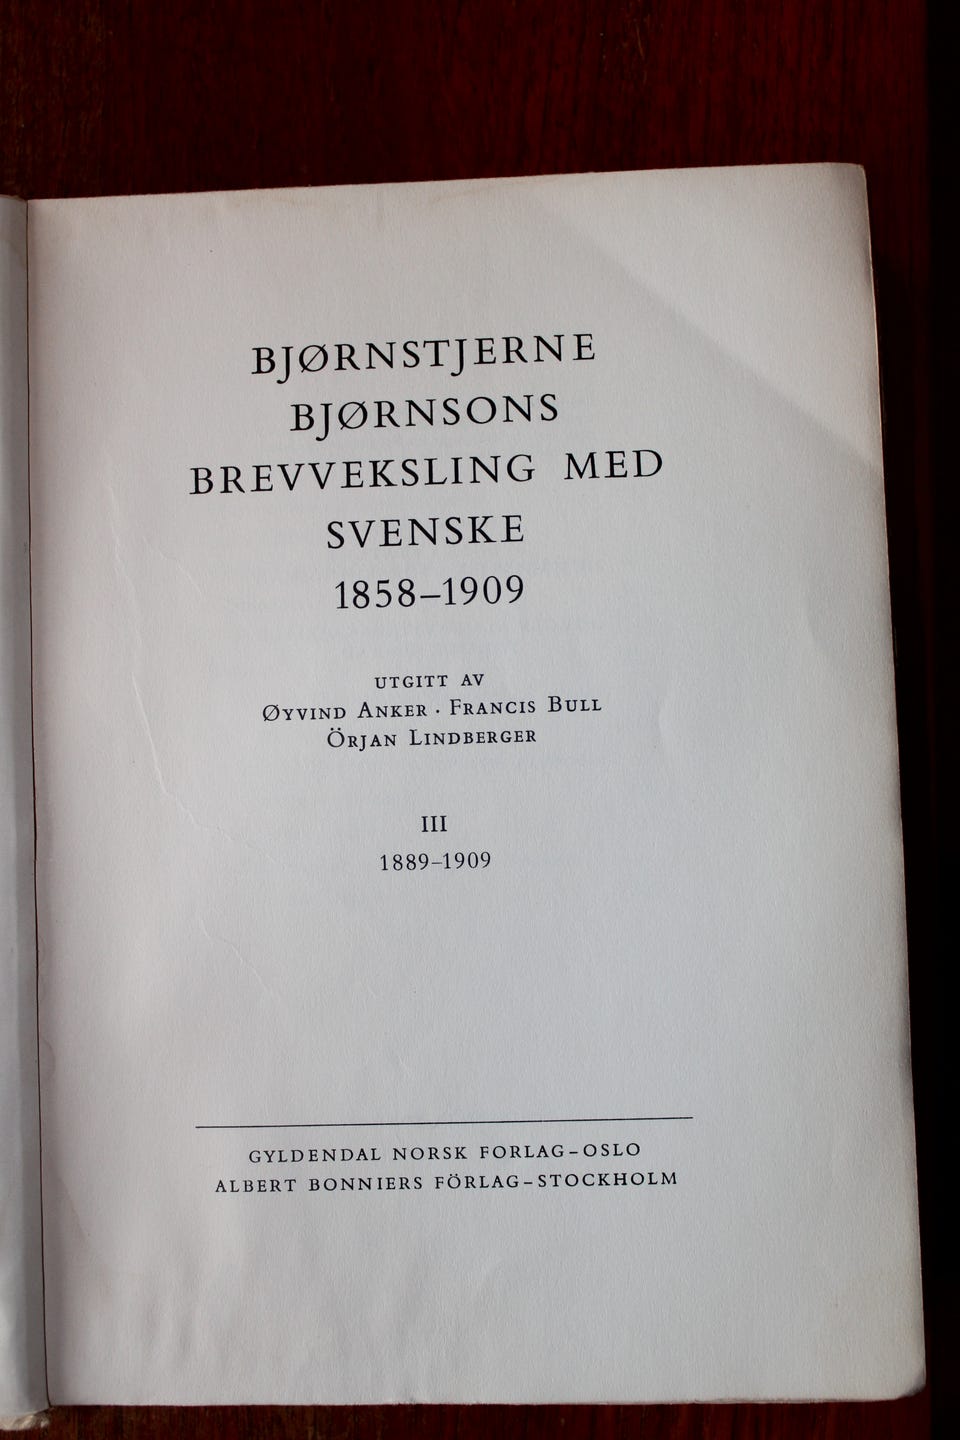 BJØRNSTJERNE
BJØRNSONS
BREVVEKSLING MED
SVENSKE
1858–1909
UTGITT AV
ØYVIND ANKER · FRANCIS BULL
ÖRJAN LINDBERGER
III
1889–1909
GYLDENDAL NORSK FORLAG – OSLO
ALBERT BONNIERS FÖRLAG – STOCKHOLM